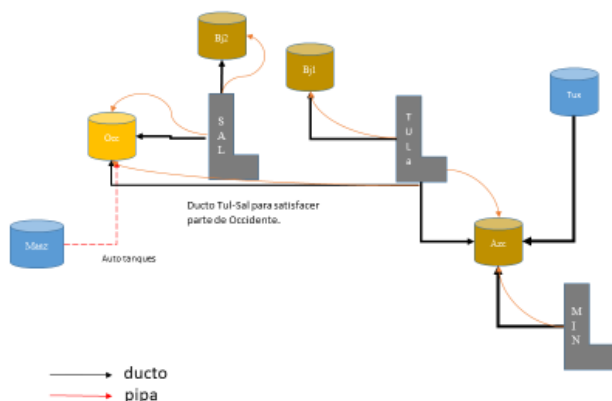 Bj2
Bj1
Tux
S
A
L
T
U
L
a
Occ
Ducto Tul-Sal para satisfacer
parte de Occidente.
Manz
Azc
Auto tanques
M
I
N
ducto
pipa